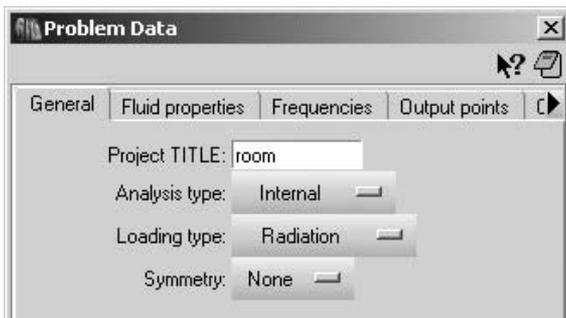 Problem Data
General Fluid properties Frequencies Output points
Project TITLE: room
Analysis type: Internal
Loading type: Radiation
Symmetry: None